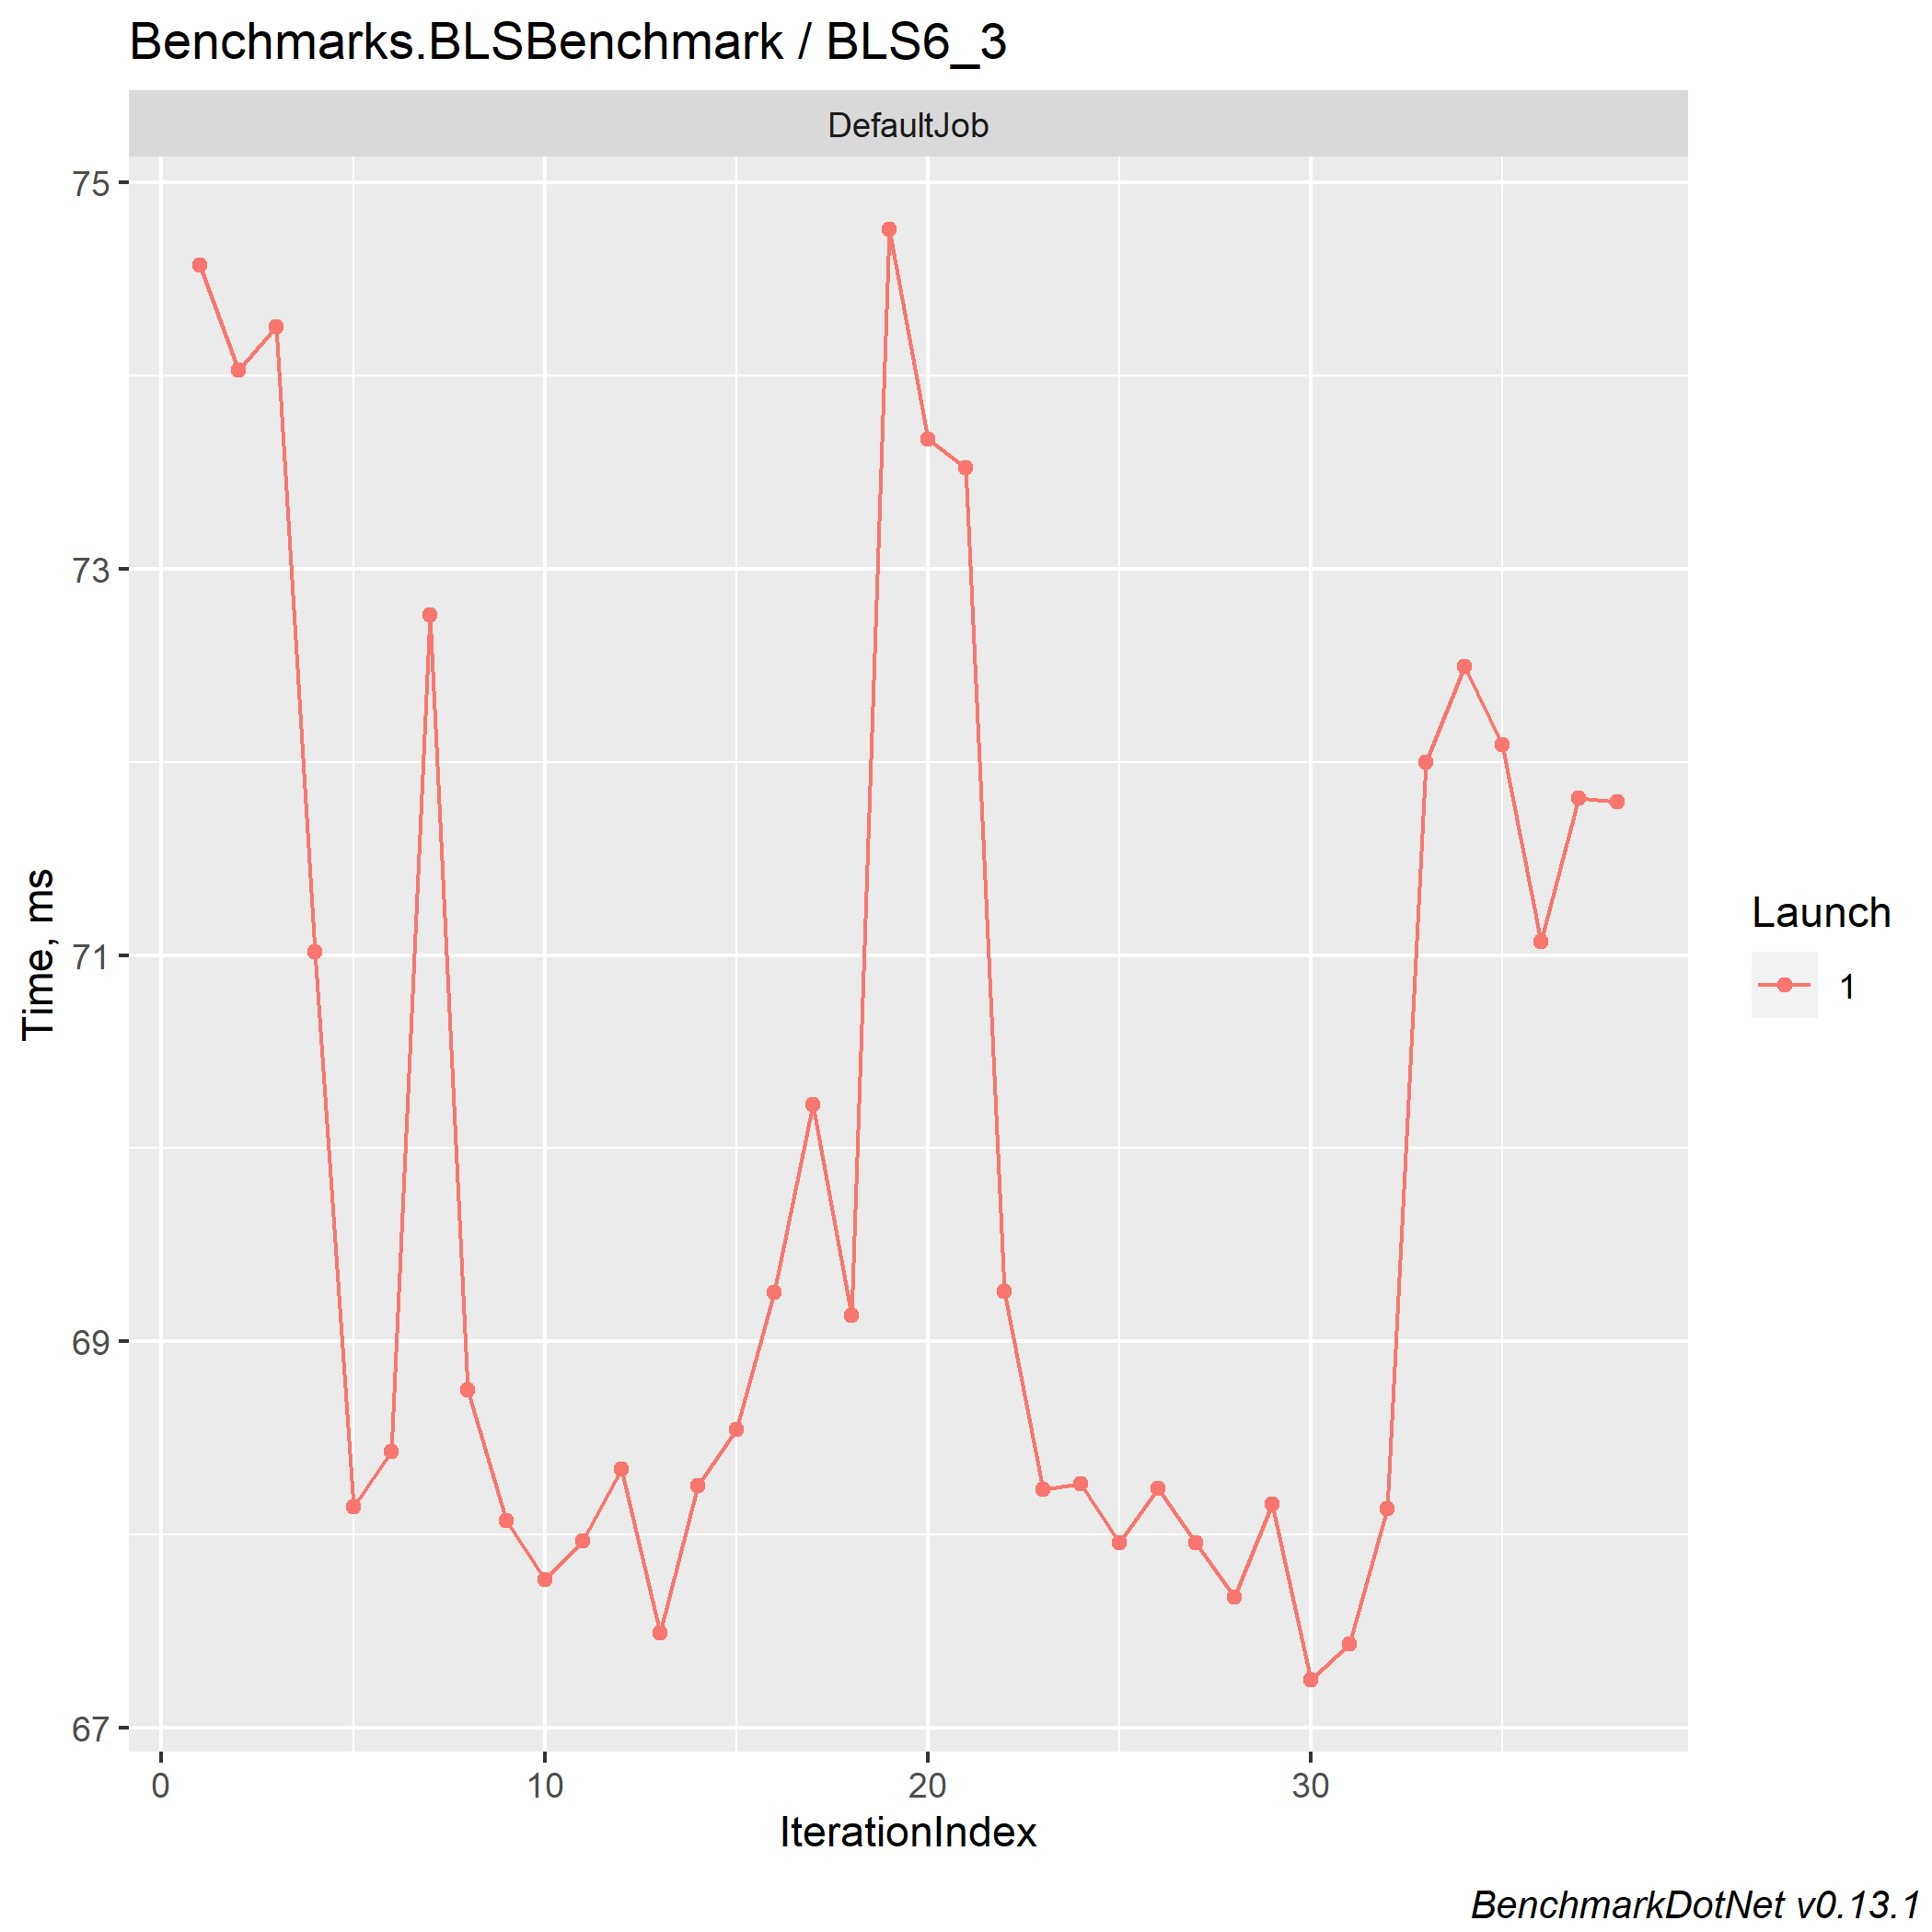 Benchmarks.BLSBenchmark / BLS6_3
DefaultJob
75
73
71
69
67
Time, ms
0 10 20 30
IterationIndex
Launch
1
BenchmarkDotNet v0.13.1